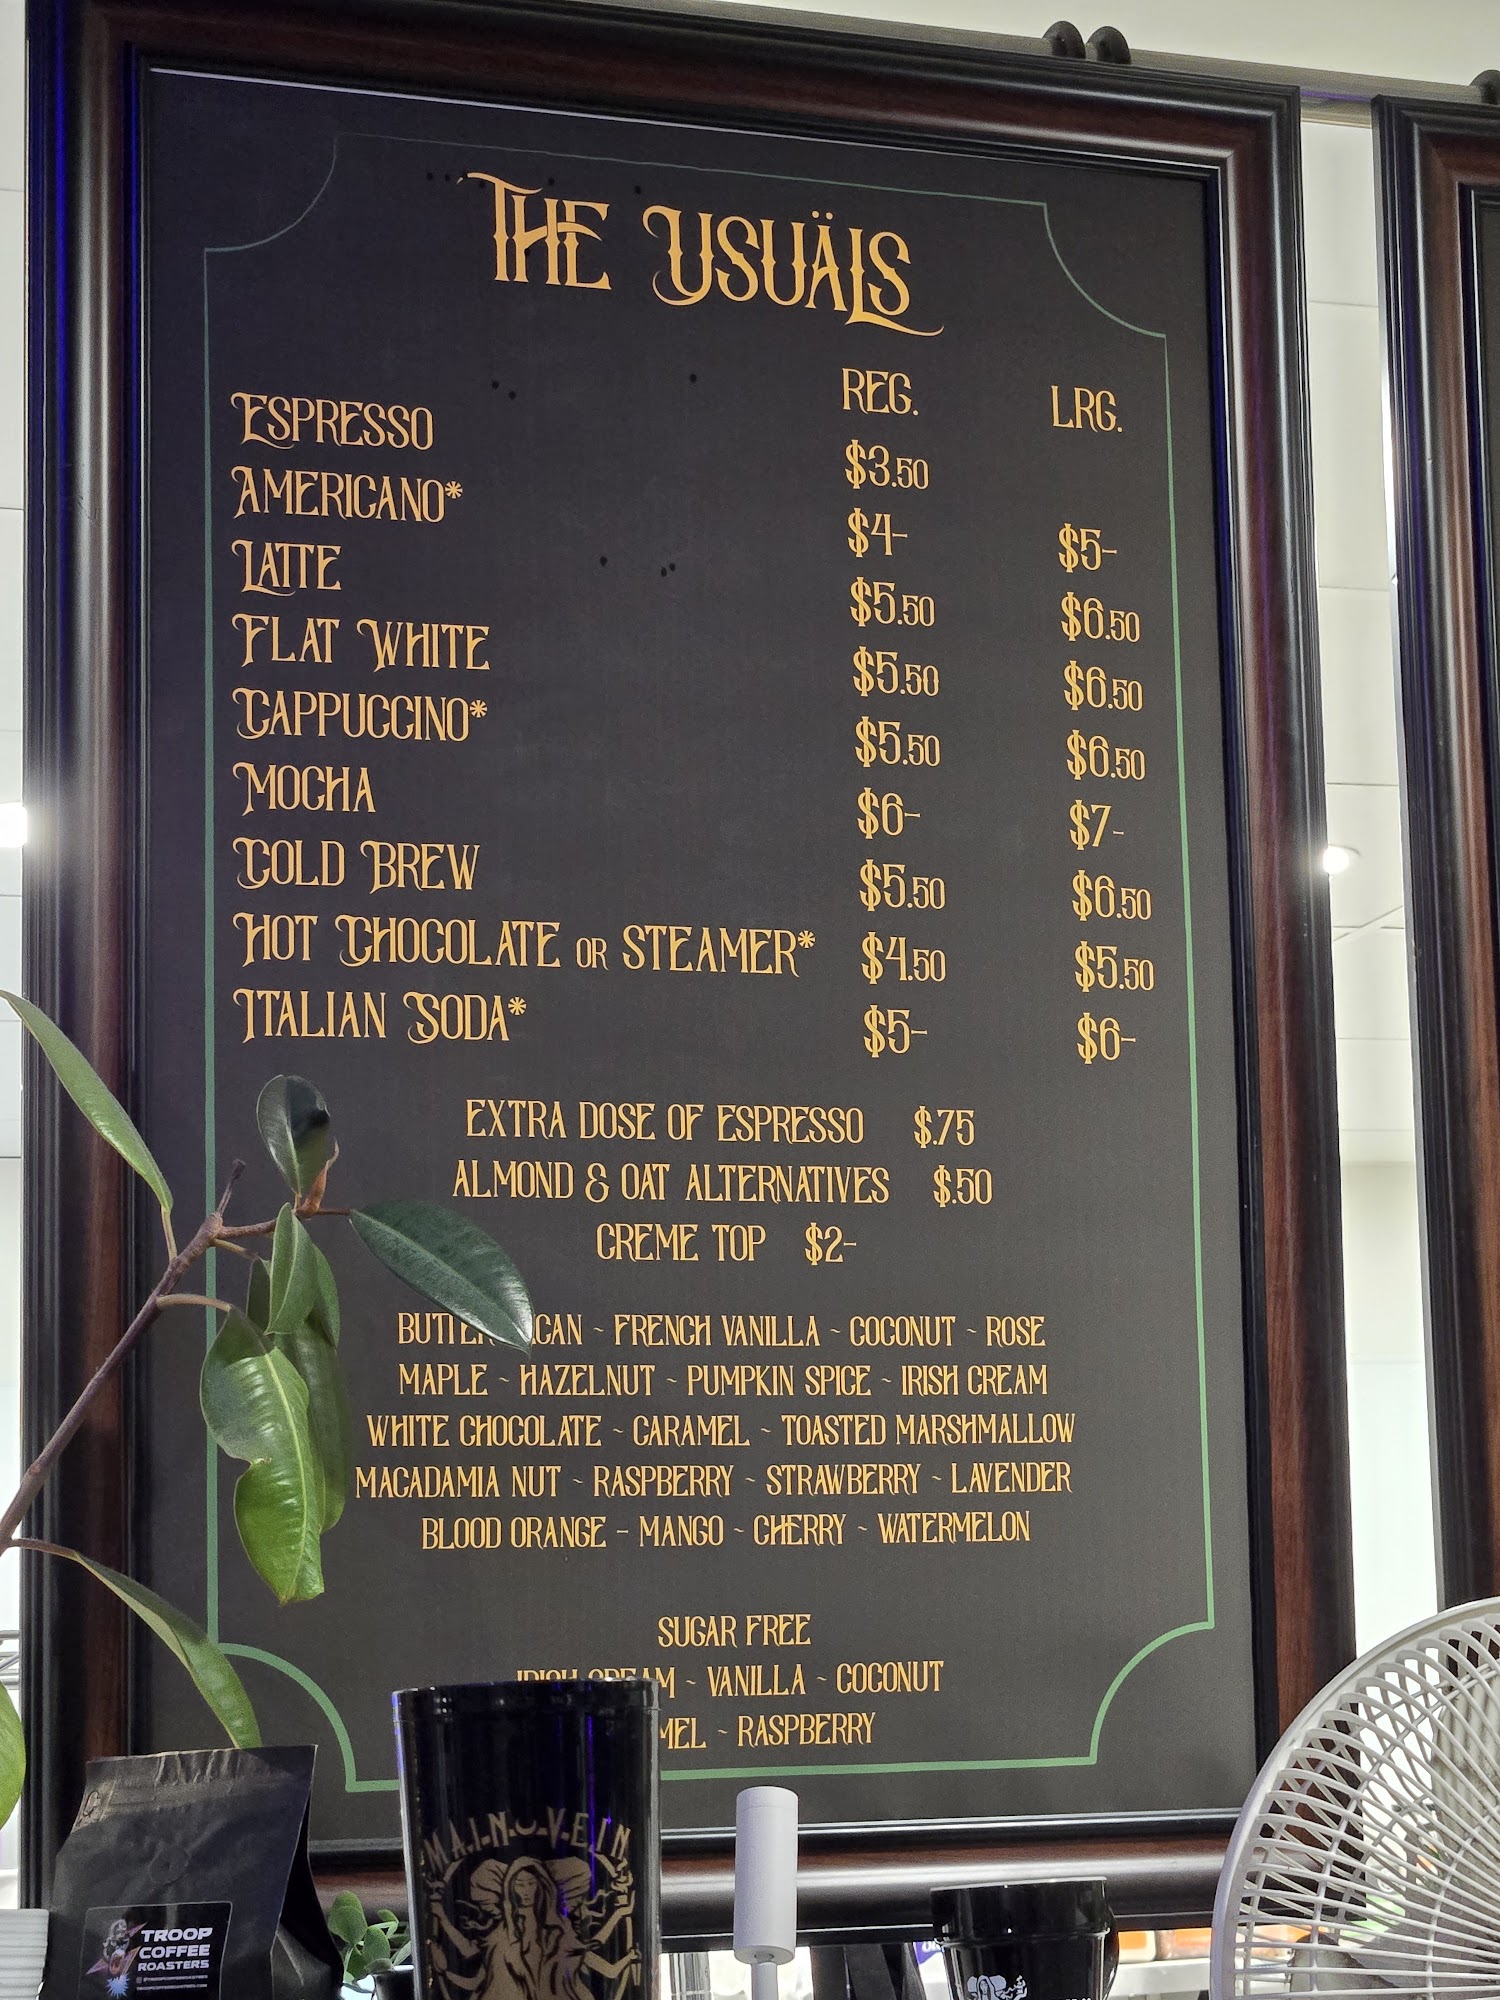 THE USUÄLS
REG. LRG.
ESPRESSO $3.50
AMERICANO* $4- $5-
LATTE $5.50 $6.50
FLAT WHITE $5.50 $6.50
CAPPUCCINO* $5.50 $6.50
MOCHA $6- $7-
COLD BREW $5.50 $6.50
HOT CHOCOLATE OR STEAMER* $4.50 $5.50
ITALIAN SODA* $5- $6-
EXTRA DOSE OF ESPRESSO $.75
ALMOND & OAT ALTERNATIVES $.50
CREME TOP $2-
BUTTER ~ FRENCH VANILLA ~ COCONUT ~ ROSE
MAPLE ~ HAZELNUT ~ PUMPKIN SPICE ~ IRISH CREAM
WHITE CHOCOLATE ~ CARAMEL ~ TOASTED MARSHMALLOW
MACADAMIA NUT ~ RASPBERRY ~ STRAWBERRY ~ LAVENDER
BLOOD ORANGE - MANGO ~ CHERRY ~ WATERMELON
SUGAR FREE
IRISH CREAM ~ VANILLA ~ COCONUT
~ RASPBERRY
M.A.I.N. V.E.I.N
TROOP
COFFEE
ROASTERS